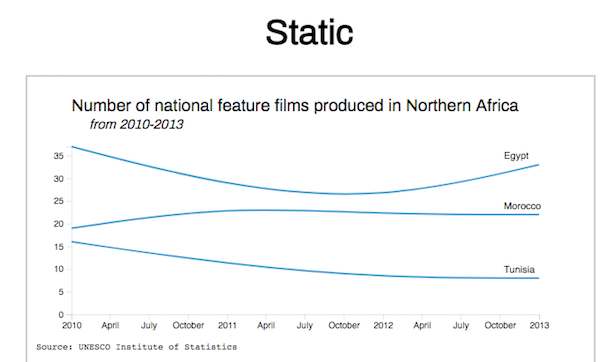 Static
Number of national feature films produced in Northern Africa
from 2010-2013
35
30
25
20
15
10
5
0
Egypt
Morocco
Tunisia
2010 April July October 2011 April July October 2012 April July October 2013
Source: UNESCO Institute of Statistics